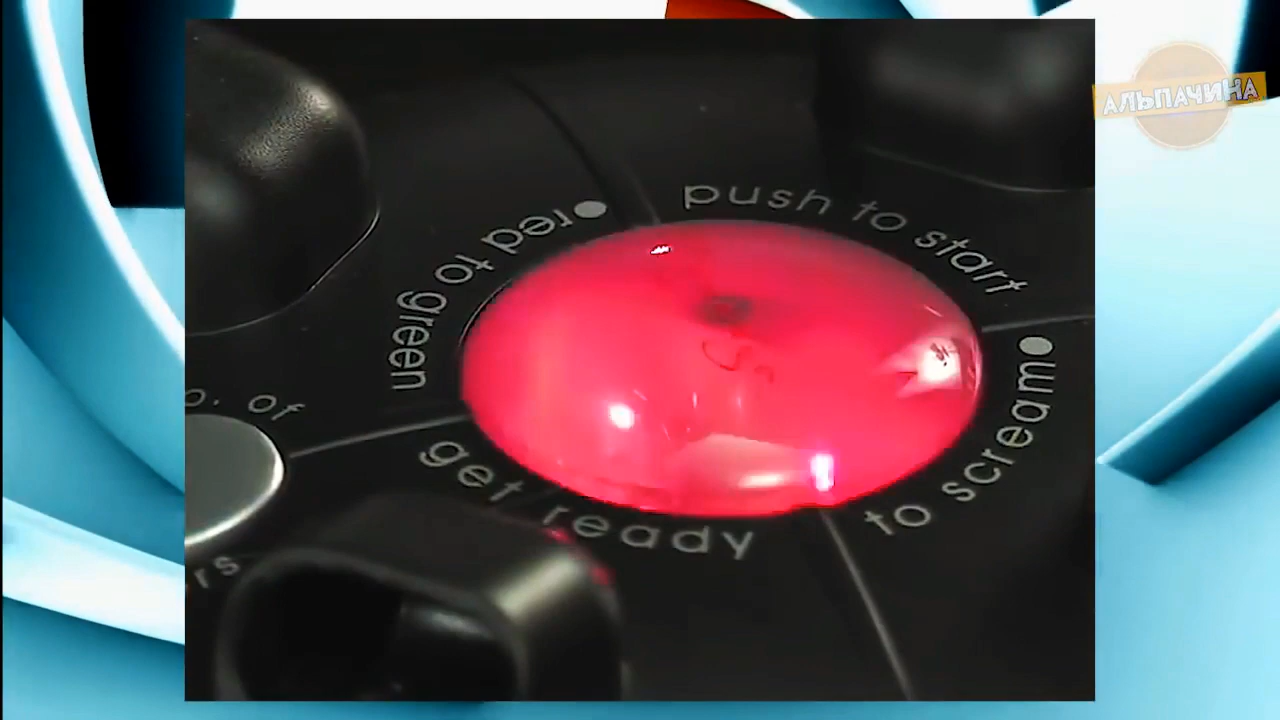 АЛЬПАЧИНА
push to start
red to green
to scream
get ready
of